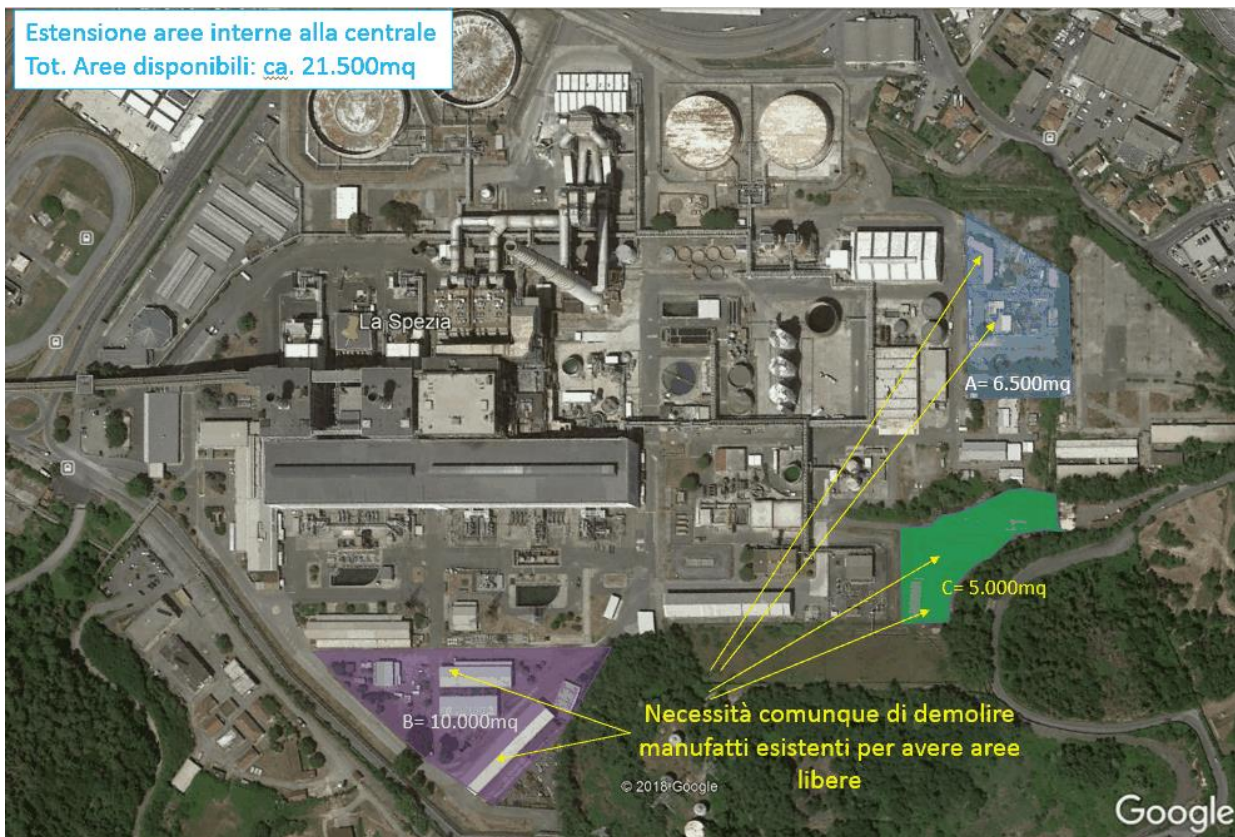 Estensione aree interne alla centrale
Tot. Aree disponibili: ca. 21.500mq
La Spezia
A= 6.500mq
C= 5.000mq
B= 10.000mq
Necessità comunque di demolire
manufatti esistenti per avere aree
libere
© 2018 Google
Google